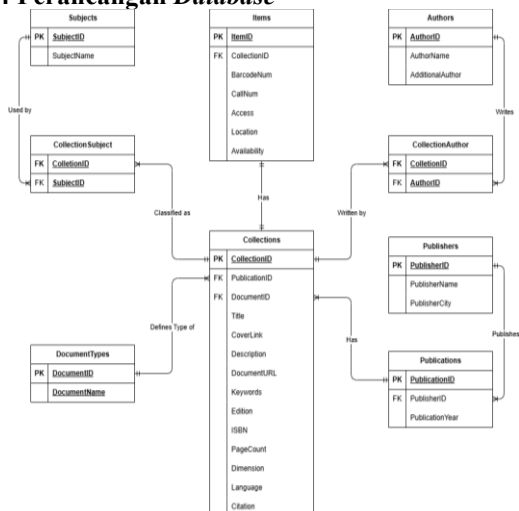 Perancangan Database
Subjects
PK SubjectID
SubjectName
Items
PK ItemID
FK CollectionID
BarcodeNum
CallNum
Access
Location
Availability
Authors
PK AuthorID
AuthorName
AdditionalAuthor
Used by
Writes
CollectionSubject
FK ColletionID
FK SubjectID
CollectionAuthor
FK ColletionID
FK AuthorID
Has
Classified as
Written by
Collections
PK CollectionID
FK PublicationID
FK DocumentID
Title
CoverLink
Description
DocumentURL
Keywords
Edition
ISBN
PageCount
Dimension
Language
Citation
Publishers
PK PublisherID
PublisherName
PublisherCity
Defines Type of
Has
Publishes
DocumentTypes
PK DocumentID
DocumentName
Publications
PK PublicationID
FK PublisherID
PublicationYear